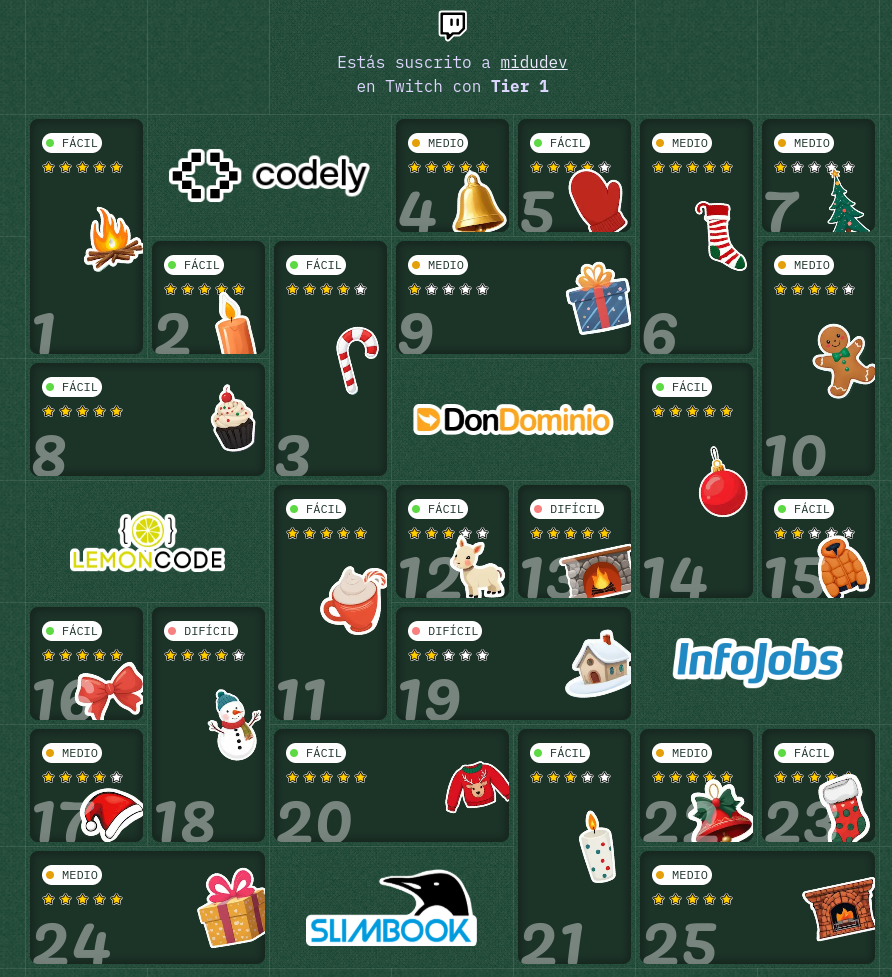 Estás suscrito a midudev
en Twitch con Tier 1
FÁCIL
1
codely
MEDIO
4
FÁCIL
5
MEDIO
6
MEDIO
7
FÁCIL
2
FÁCIL
3
MEDIO
9
MEDIO
10
FÁCIL
8
DonDominio
FÁCIL
14
{ }
LEMONCODE
FÁCIL
11
FÁCIL
12
DIFÍCIL
13
FÁCIL
15
FÁCIL
16
DIFÍCIL
18
DIFÍCIL
19
InfoJobs
MEDIO
17
FÁCIL
20
FÁCIL
21
MEDIO
22
FÁCIL
23
MEDIO
24
SLIMBOOK
MEDIO
25